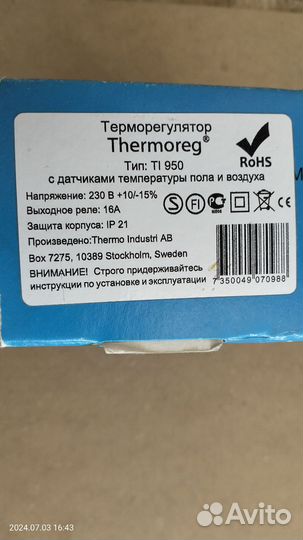 Терморегулятор
Thermoreg®
Тип: TI 950
RoHS
с датчиками температуры пола и воздуха
Напряжение: 230 В +10/-15%
Выходное реле: 16А
Защита корпуса: IP 21
Произведено:Thermo Industri AB
Box 7275, 10389 Stockholm, Sweden
ВНИМАНИЕ! Строго придерживайтесь
инструкции по установке и эксплуатации
7 350049 070988
2024.07.03 16:43
Avito